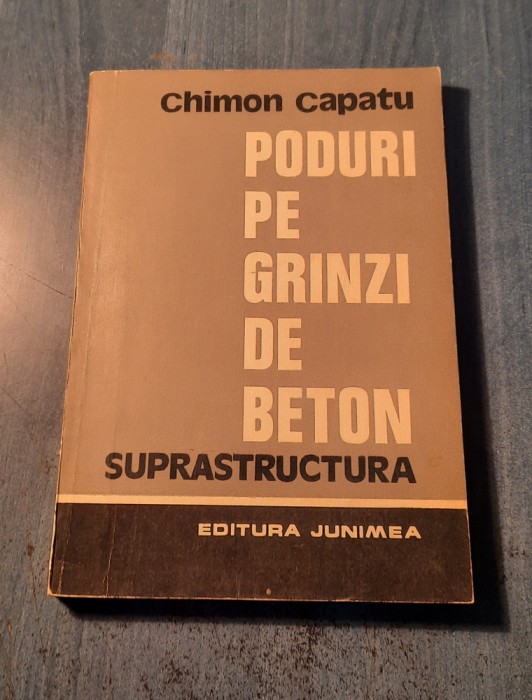 Chimon Capatu
PODURI
PE
GRINZI
DE
BETON
SUPRASTRUCTURA
EDITURA JUNIMEA